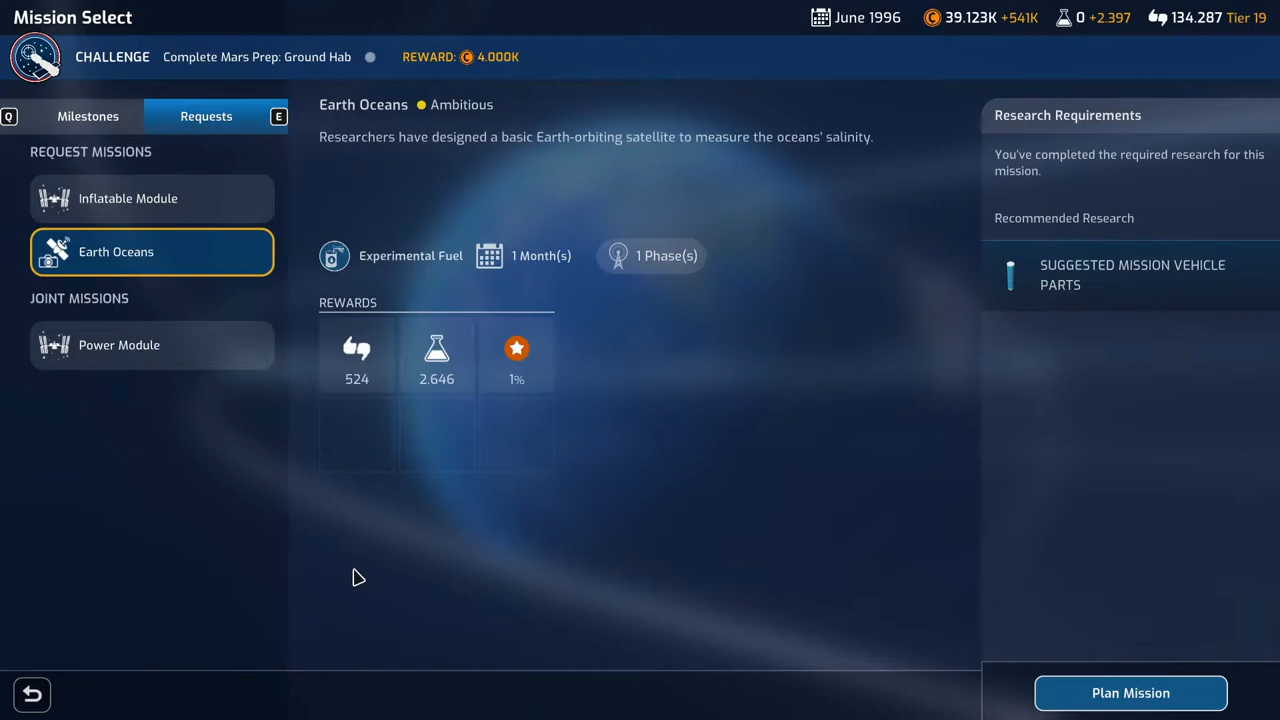 Mission Select
June 1996
39.123K +541K
0 +2.397
134.287 Tier 19
CHALLENGE
Complete Mars Prep: Ground Hab
REWARD: C 4.000K
Q
Milestones
Requests
E
REQUEST MISSIONS
Inflatable Module
Earth Oceans
JOINT MISSIONS
Power Module
Earth Oceans
Ambitious
Researchers have designed a basic Earth-orbiting satellite to measure the oceans' salinity.
Experimental Fuel
1 Month(s)
1 Phase(s)
REWARDS
524
2.646
1%
Research Requirements
You've completed the required research for this
mission.
Recommended Research
SUGGESTED MISSION VEHICLE
PARTS
Plan Mission